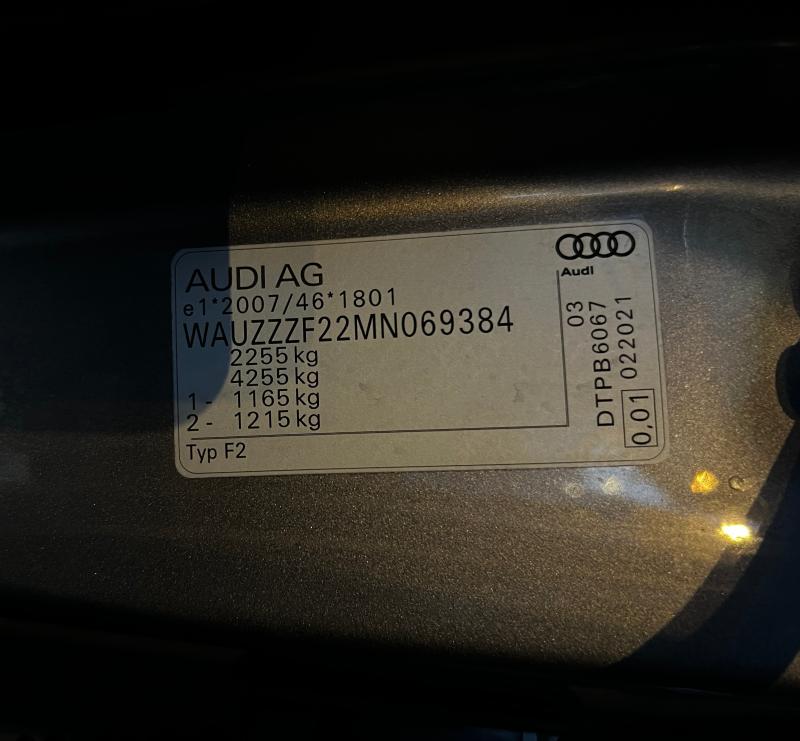 AUDI AG
e1*2007/46*1801
WAUZZZF22MN069384
2255 kg
4255 kg
1 - 1165 kg
2 - 1215 kg
Typ F2
Audi
03
DTPB6067
022021
0,01